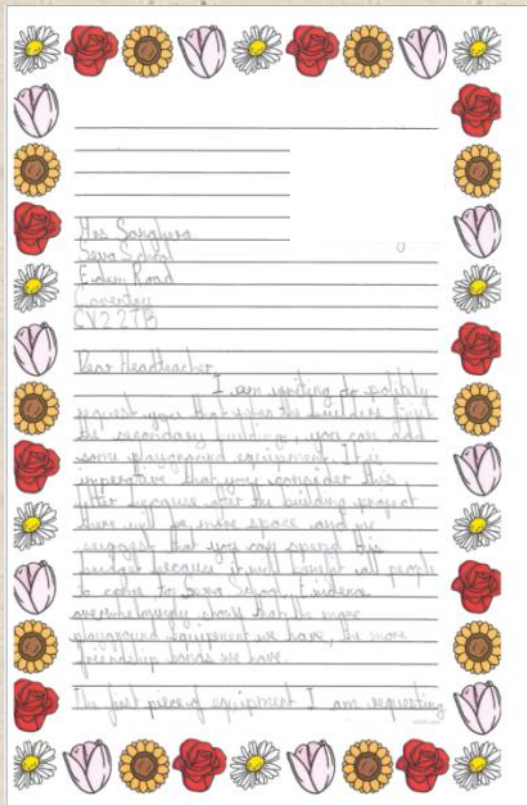 Mrs Sanghera
Seva School
Eden Road
Coventry
CV2 2TB
Dear Headteacher,
I am writing to politly
request you that when the builders finish
the secondary building, you can add
some playground equipment. It is
imperative that you consider this
letter because after the building project
there will be more space and we
suggest that you can spend this
budget because it will benefit all people
to come to Seva School. Evidence
overwhelmingly shows that the more
playground equipment we have, the more
friendship bonds we have.
The first piece of equipment I am requesting